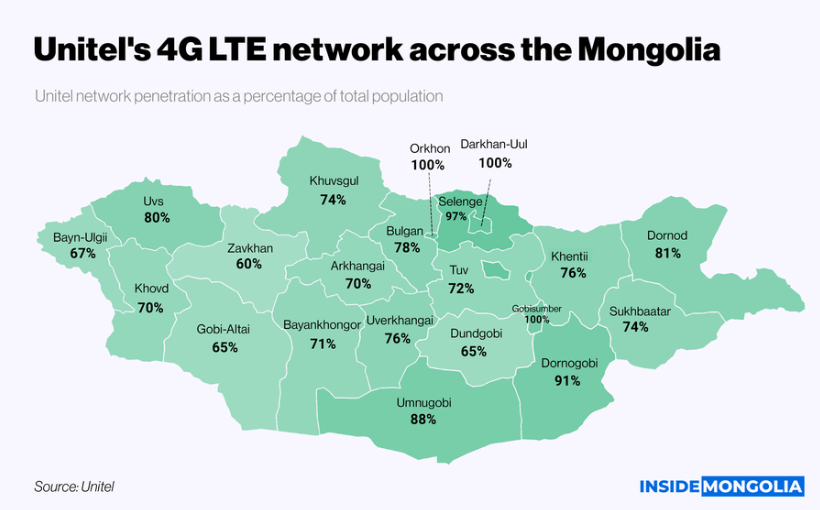 Unitel's 4G LTE network across the Mongolia
Unitel network penetration as a percentage of total population
Orkhon
100%
Darkhan-Uul
100%
Khuvsgul
74%
Uvs
80%
Selenge
97%
Bayn-Ulgii
67%
Zavkhan
60%
Bulgan
78%
Dornod
81%
Arkhangai
70%
Tuv
72%
Khentii
76%
Khovd
70%
Gobi-Altai
65%
Bayankhongor
71%
Uverkhangai
76%
Dundgobi
65%
Gobisumber
100%
Sukhbaatar
74%
Dornogobi
91%
Umnugobi
88%
Source: Unitel
INSIDEMONGOLIA